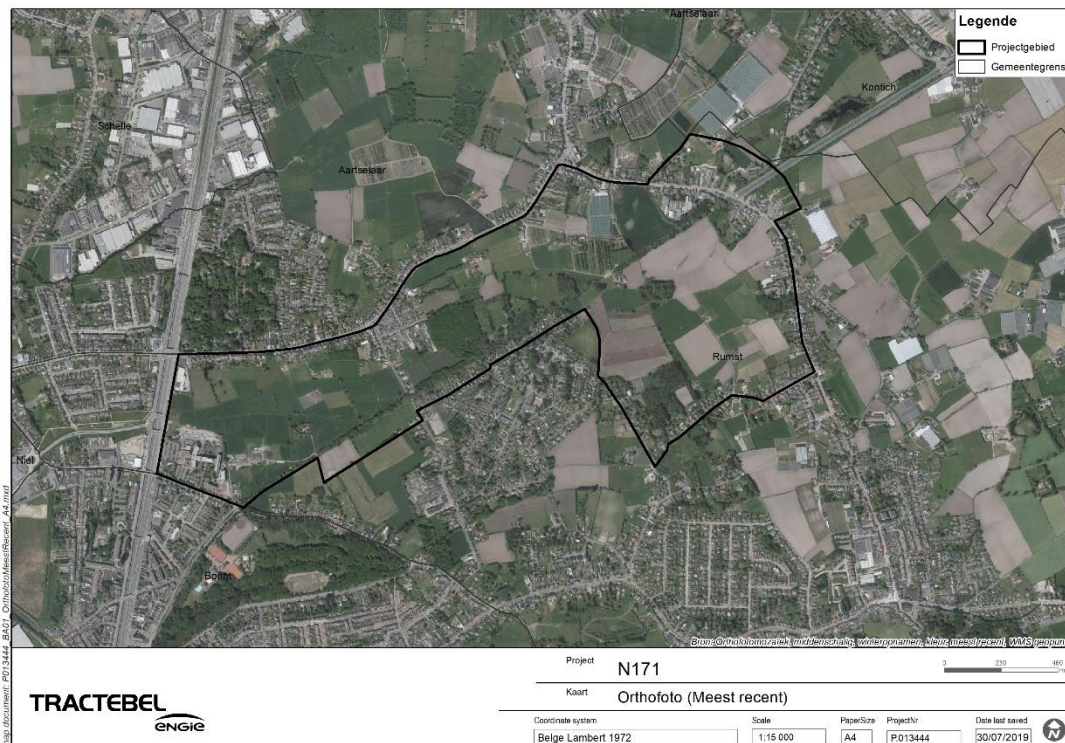 Legende
Projectgebied
Gemeentegrens
Aartselaar
Kontich
Schelle
Aartselaar
Rumst
Niel
Boom
Bron: Orthofotomozaïek, middenschalig, winteropnamen, kleur, meest recent, WMS geopunt
map document: P013444_BA01_OrthofotoMeestRecent_A4.mxd
TRACTEBEL
ENGIE
Project N171
0 230 460
m
Kaart Orthofoto (Meest recent)
Coordinate system Scale PaperSize ProjectNr Date last saved
Belge Lambert 1972 1:15 000 A4 P.013444 30/07/2019
N